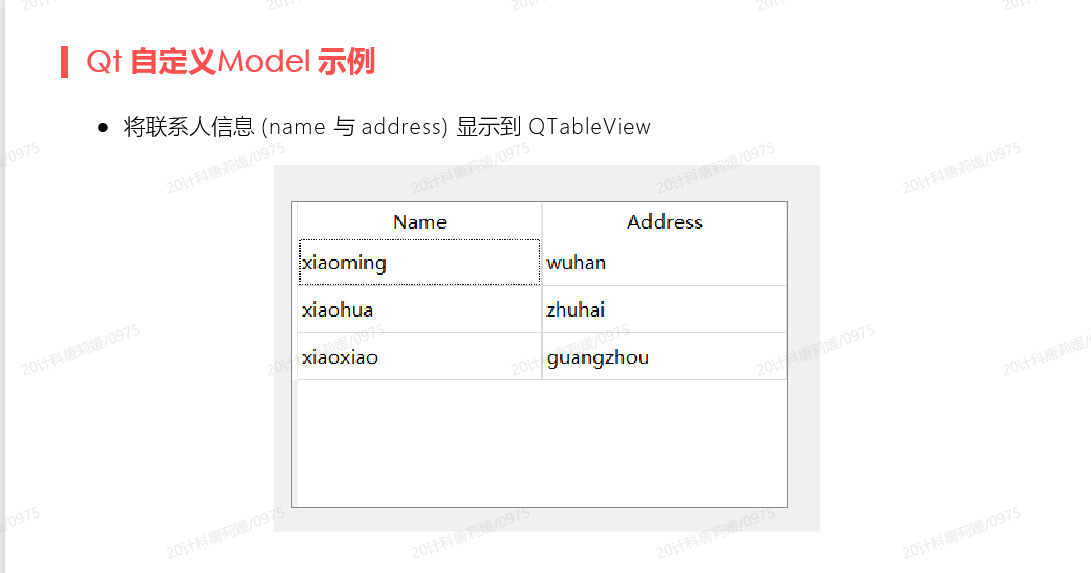 Qt 自定义Model 示例
● 将联系人信息 (name 与 address) 显示到 QTableView
Name Address
xiaoming wuhan
xiaohua zhuhai
xiaoxiao guangzhou
20计科唐莉媛/0975